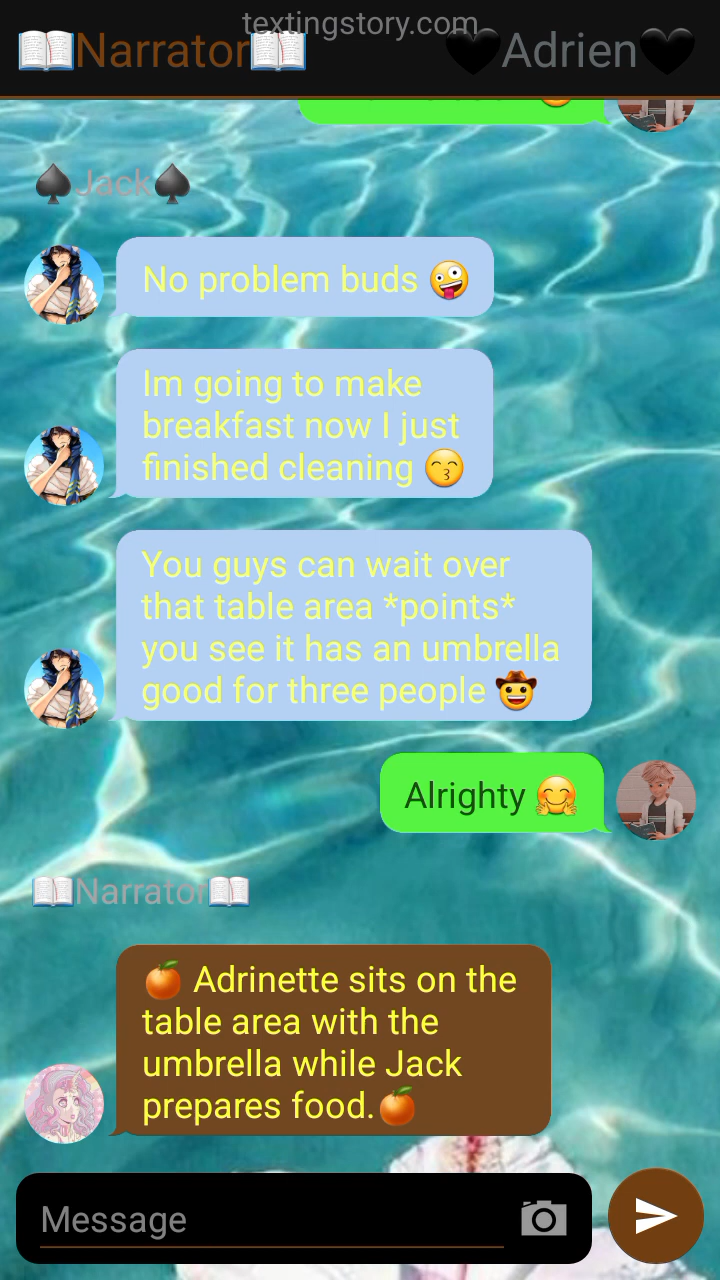 textingstory.com
📖Narrator📖
🖤Adrien🖤
♠Jack♠
No problem buds 🤪
Im going to make
breakfast now I just
finished cleaning 😙
You guys can wait over
that table area *points*
you see it has an umbrella
good for three people 🤠
Alrighty 🤗
📖Narrator📖
🍊 Adrinette sits on the
table area with the
umbrella while Jack
prepares food.🍊
Message